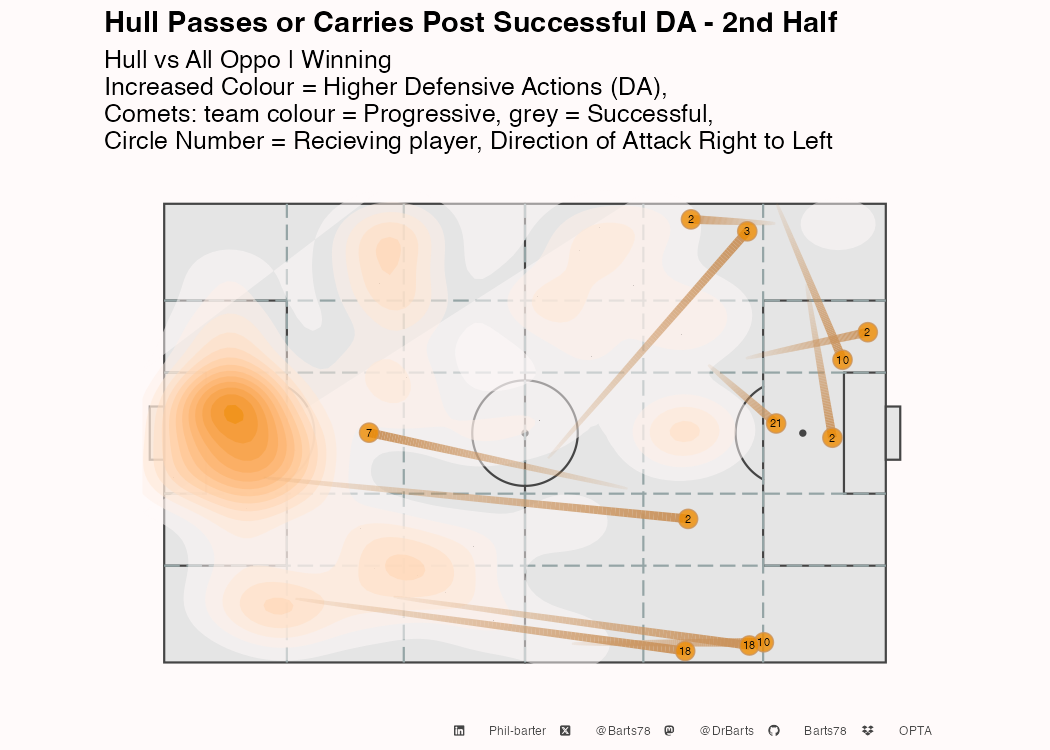 Hull Passes or Carries Post Successful DA - 2nd Half
Hull vs All Oppo | Winning
Increased Colour = Higher Defensive Actions (DA),
Comets: team colour = Progressive, grey = Successful,
Circle Number = Recieving player, Direction of Attack Right to Left
2
3
2
10
21
7
2
2
18
18
10
Phil-barter @Barts78 @DrBarts Barts78 OPTA